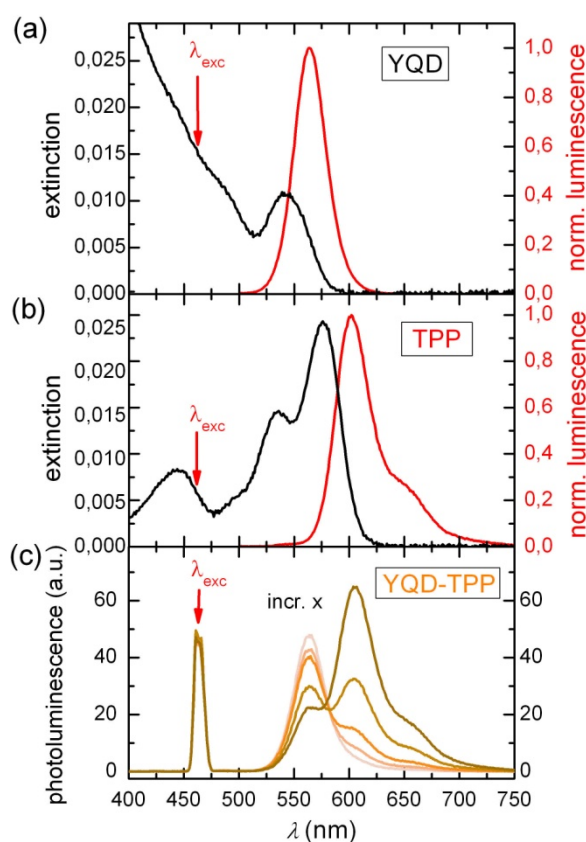 (a)
λexc
YQD
extinction
0,025
0,020
0,015
0,010
0,005
0,000
norm. luminescence
1,0
0,8
0,6
0,4
0,2
0,0
(b)
λexc
TPP
extinction
0,025
0,020
0,015
0,010
0,005
0,000
norm. luminescence
1,0
0,8
0,6
0,4
0,2
0,0
(c)
λexc
incr. x
YQD-TPP
photoluminescence (a.u.)
60
40
20
0
60
40
20
0
400 450 500 550 600 650 700 750
λ (nm)